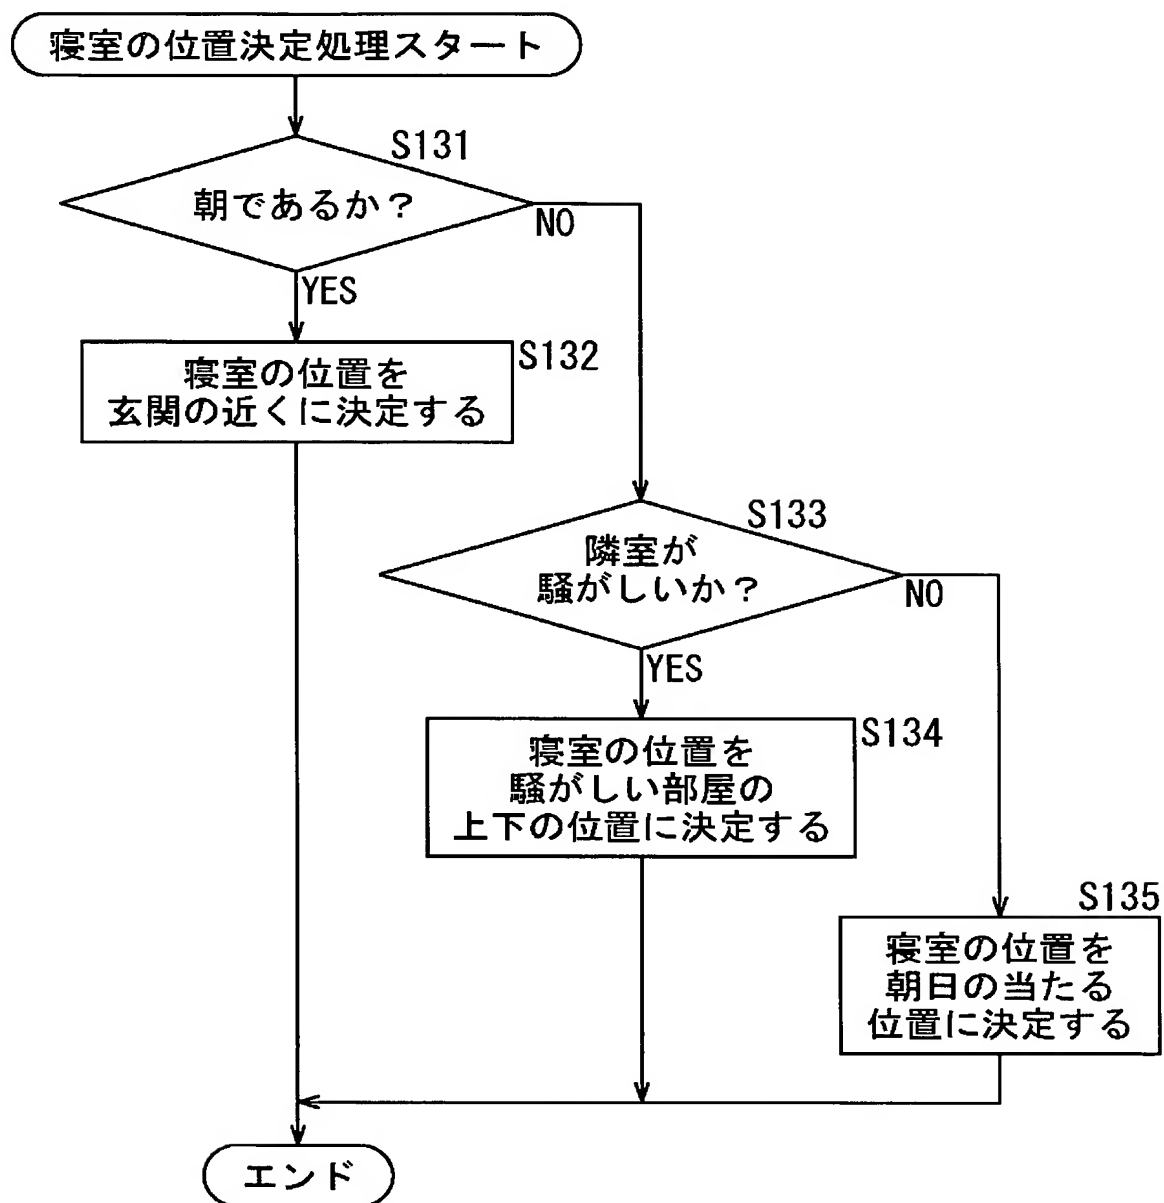 寝室の位置決定処理スタート
S131
朝であるか？
NO
YES
S132
寝室の位置を
玄関の近くに決定する
S133
隣室が
騒がしいか？
NO
YES
S134
寝室の位置を
騒がしい部屋の
上下の位置に決定する
S135
寝室の位置を
朝日の当たる
位置に決定する
エンド